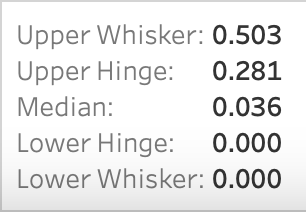 Upper Whisker: 0.503
Upper Hinge: 0.281
Median: 0.036
Lower Hinge: 0.000
Lower Whisker: 0.000